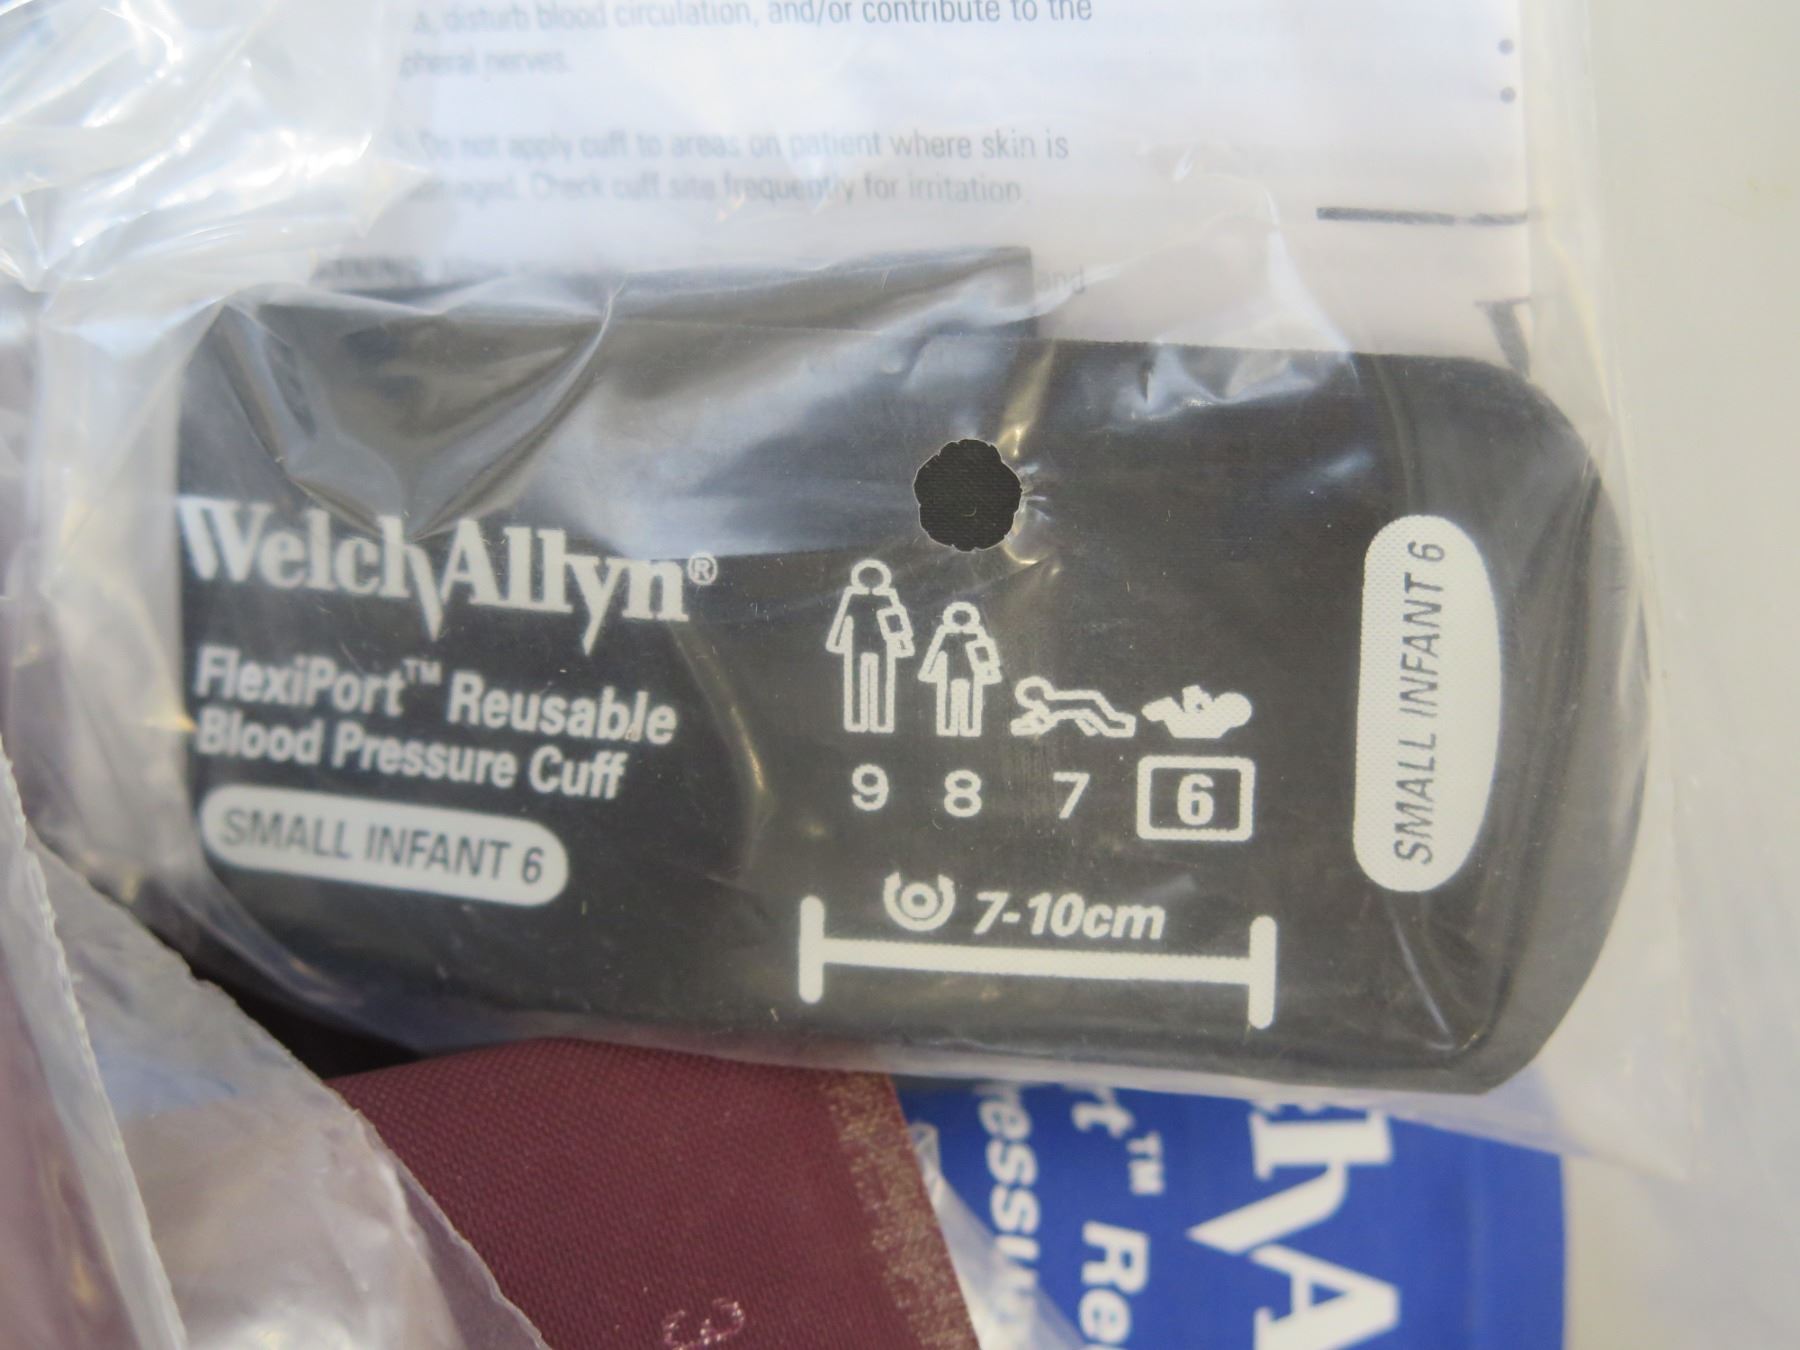 disturb blood circulation, and/or contribute to the
nerves.
Do not apply cuff to areas on patient where skin is
Check cuff site frequently for irritation
and
WelchAllyn®
FlexiPort™ Reusable
Blood Pressure Cuff
SMALL INFANT 6
9 8 7 6
7-10cm
SMALL INFANT 6